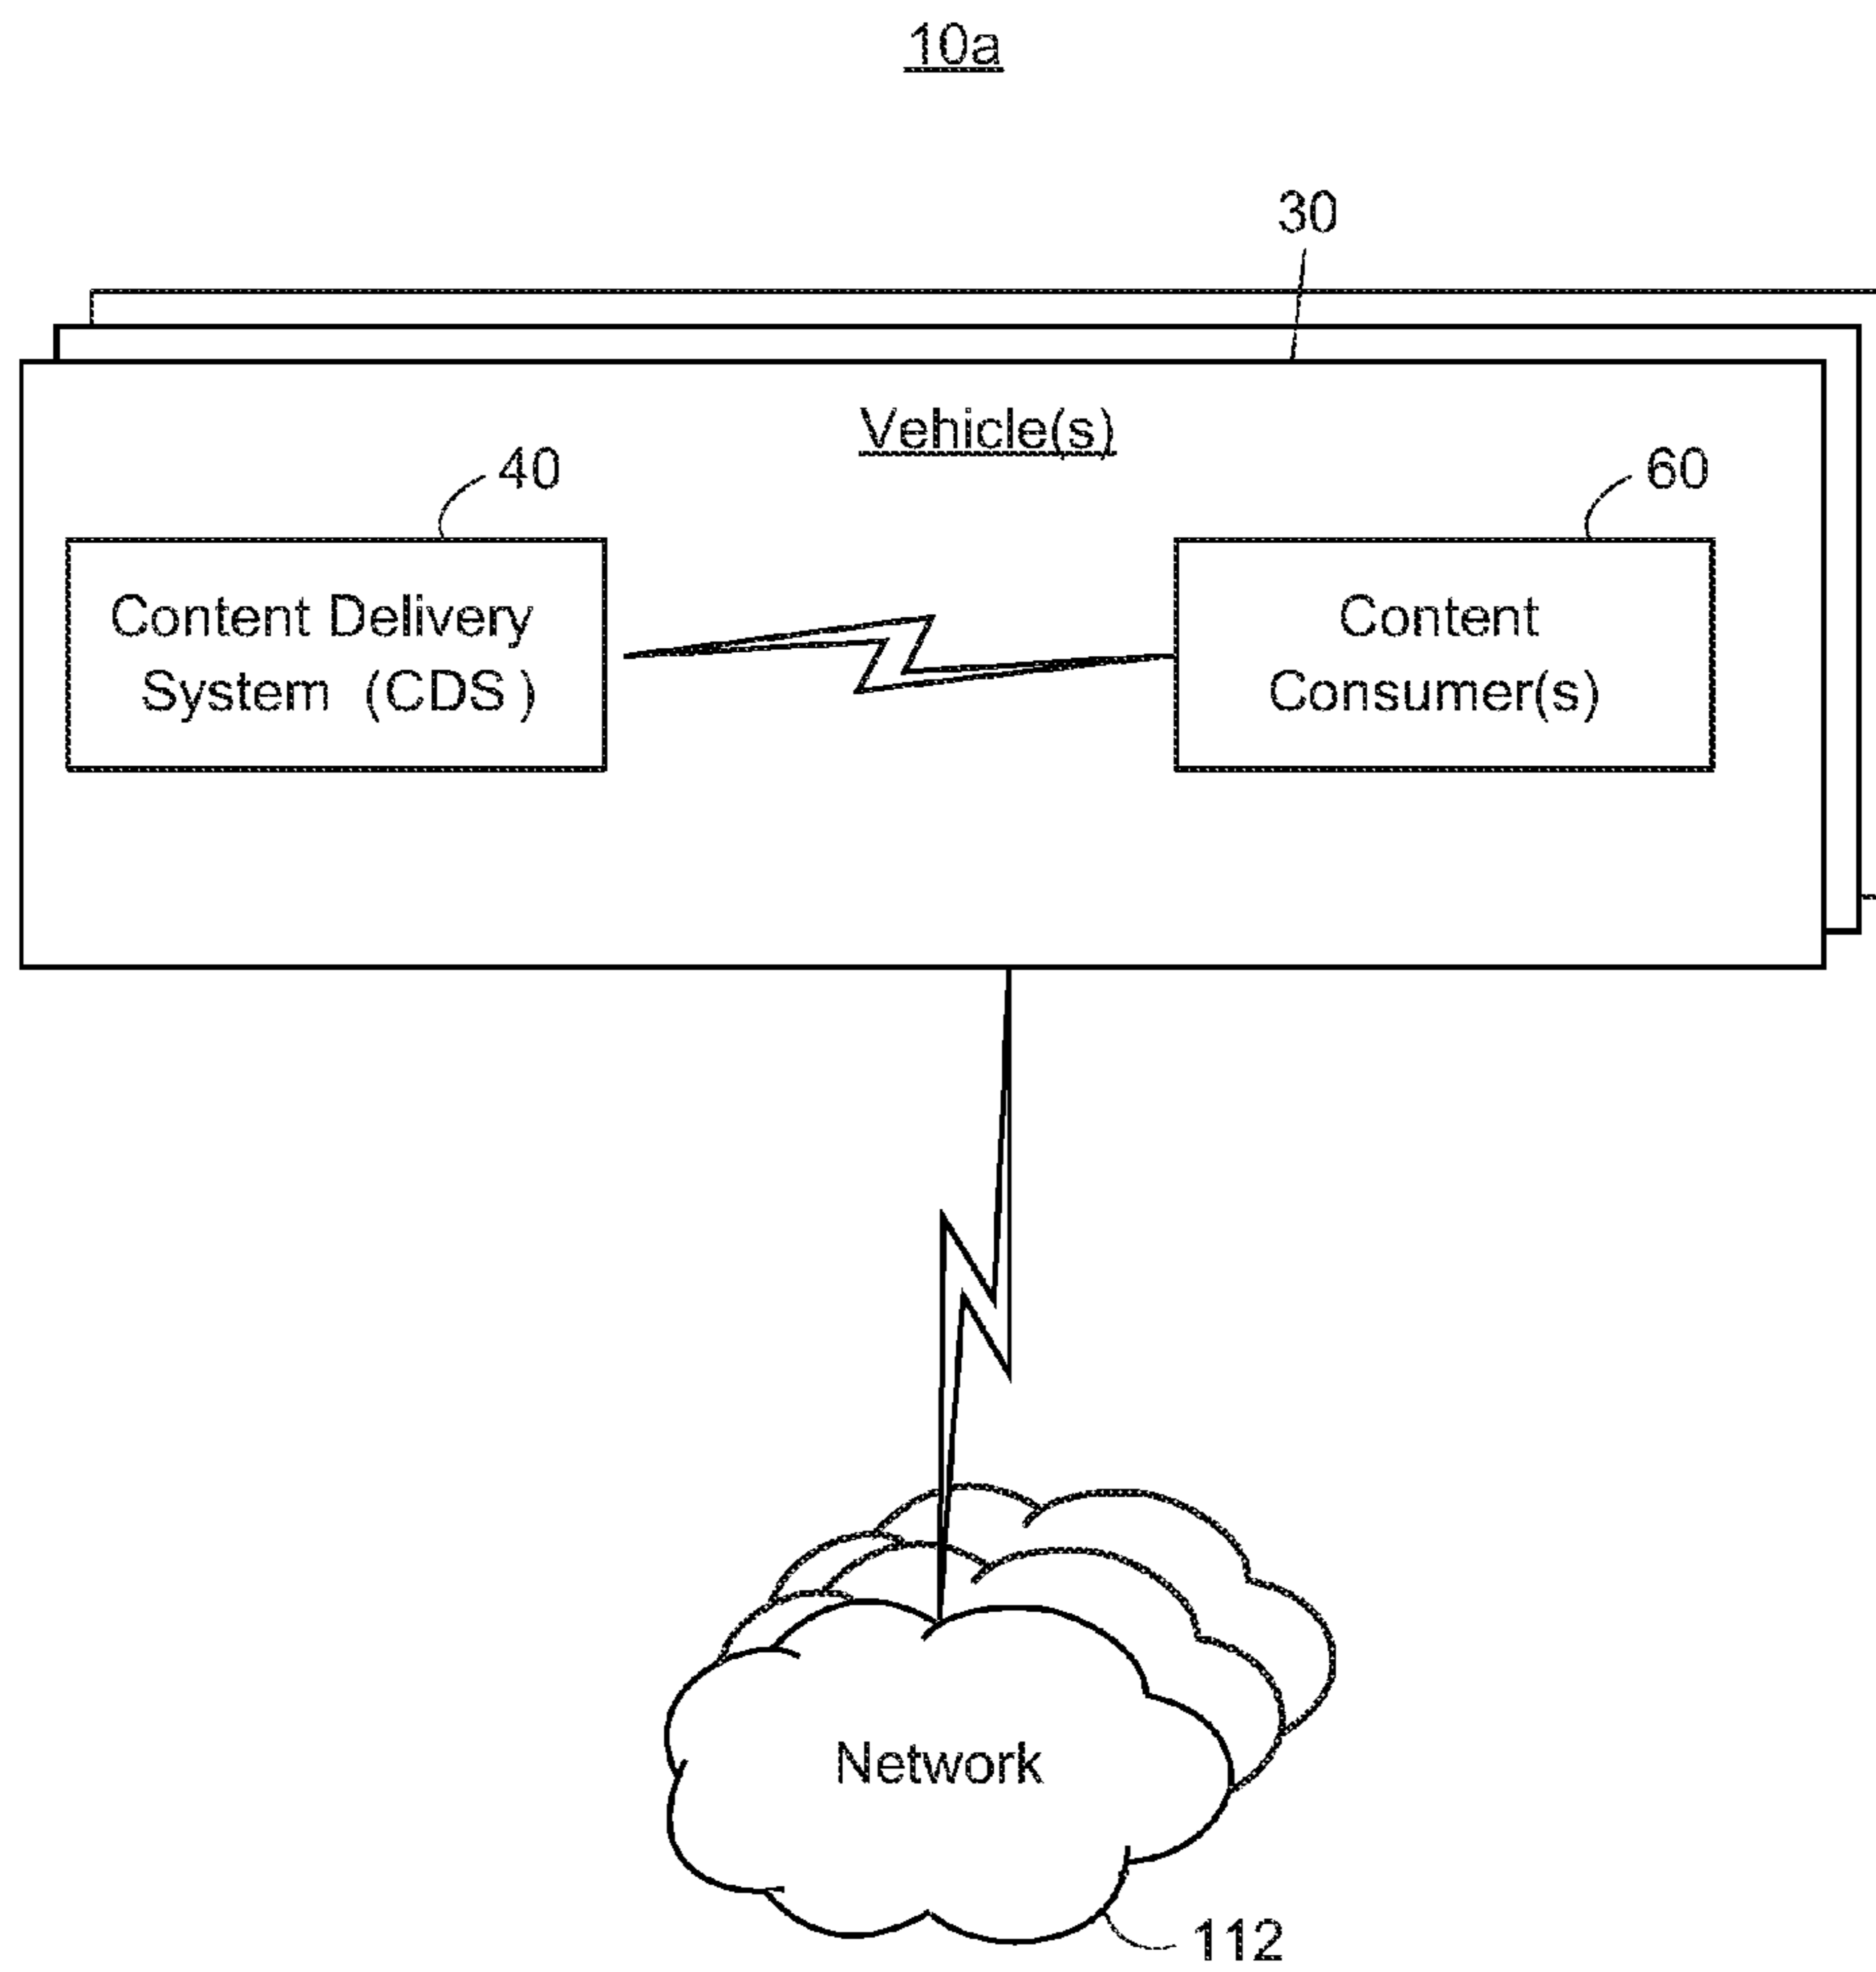 10a
30
Vehicle(s)
40
60
Content Delivery
System (CDS)
Content
Consumer(s)
Network
112